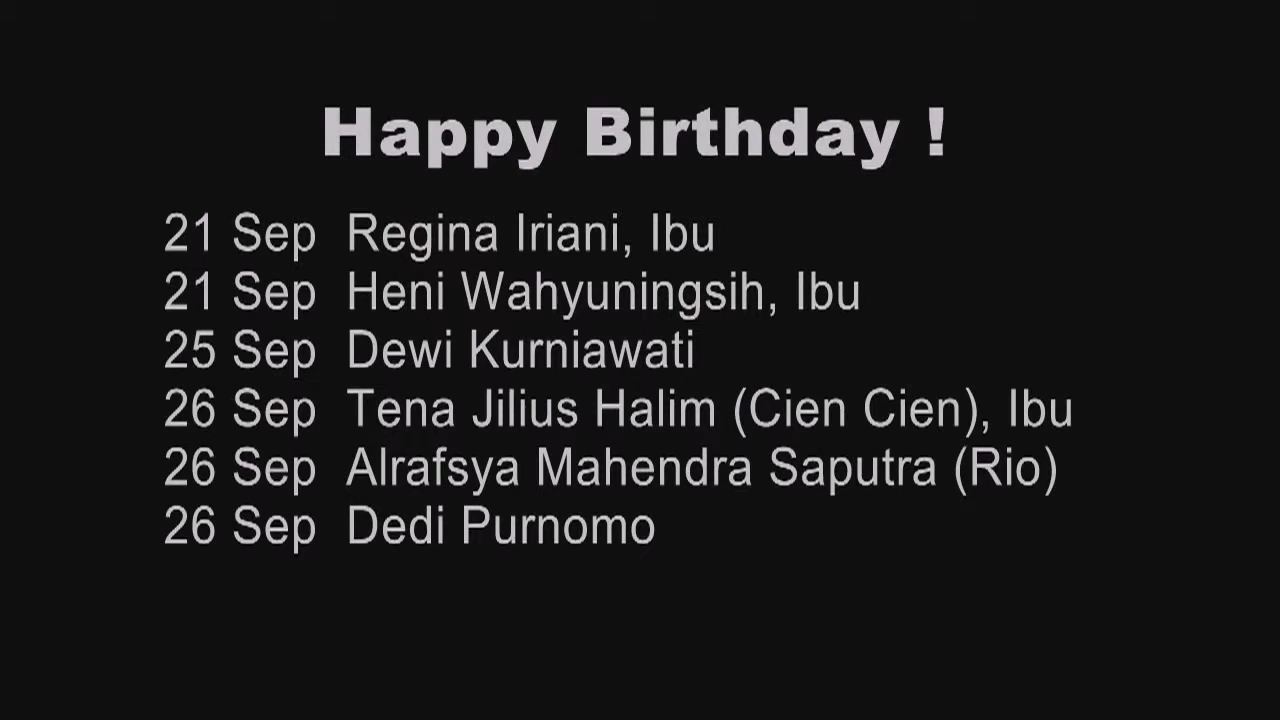 Happy Birthday !
21 Sep Regina Iriani, Ibu
21 Sep Heni Wahyuningsih, Ibu
25 Sep Dewi Kurniawati
26 Sep Tena Jilius Halim (Cien Cien), Ibu
26 Sep Alrafsya Mahendra Saputra (Rio)
26 Sep Dedi Purnomo